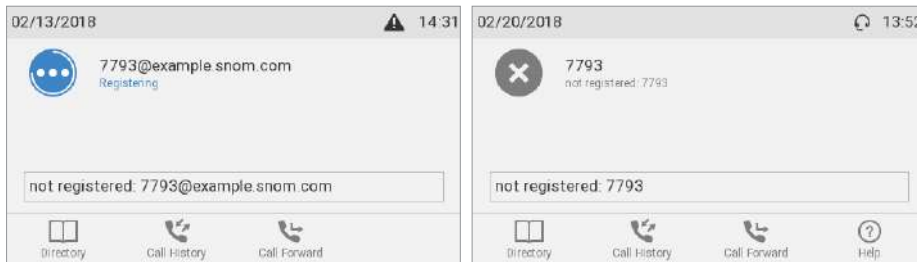 02/13/2018 14:31
7793@example.snom.com
Registering
not registered: 7793@example.snom.com
Directory Call History Call Forward
02/20/2018 13:52
7793
not registered: 7793
not registered: 7793
Directory Call History Call Forward Help